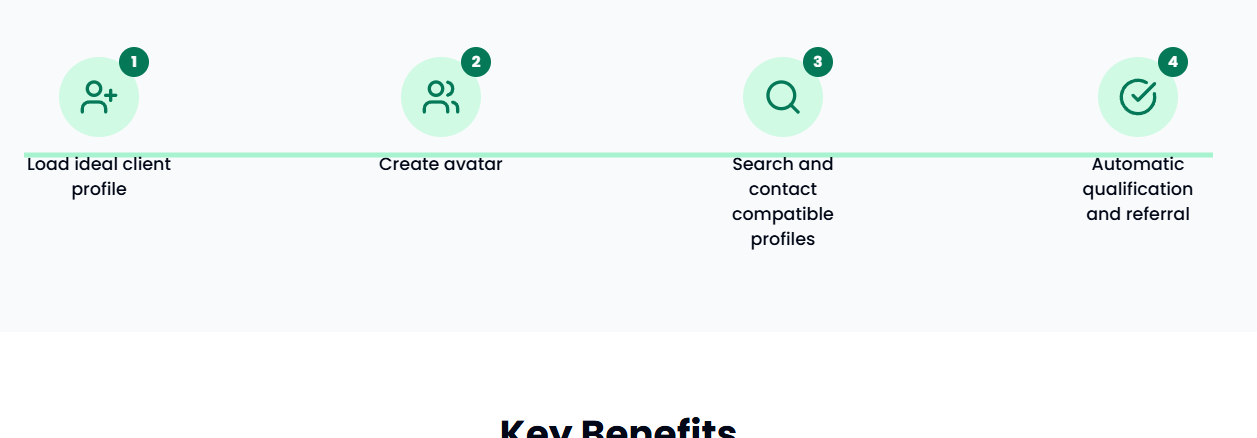 1
2
3
4
Load ideal client
profile
Create avatar
Search and
contact
compatible
profiles
Automatic
qualification
and referral
Key Benefits